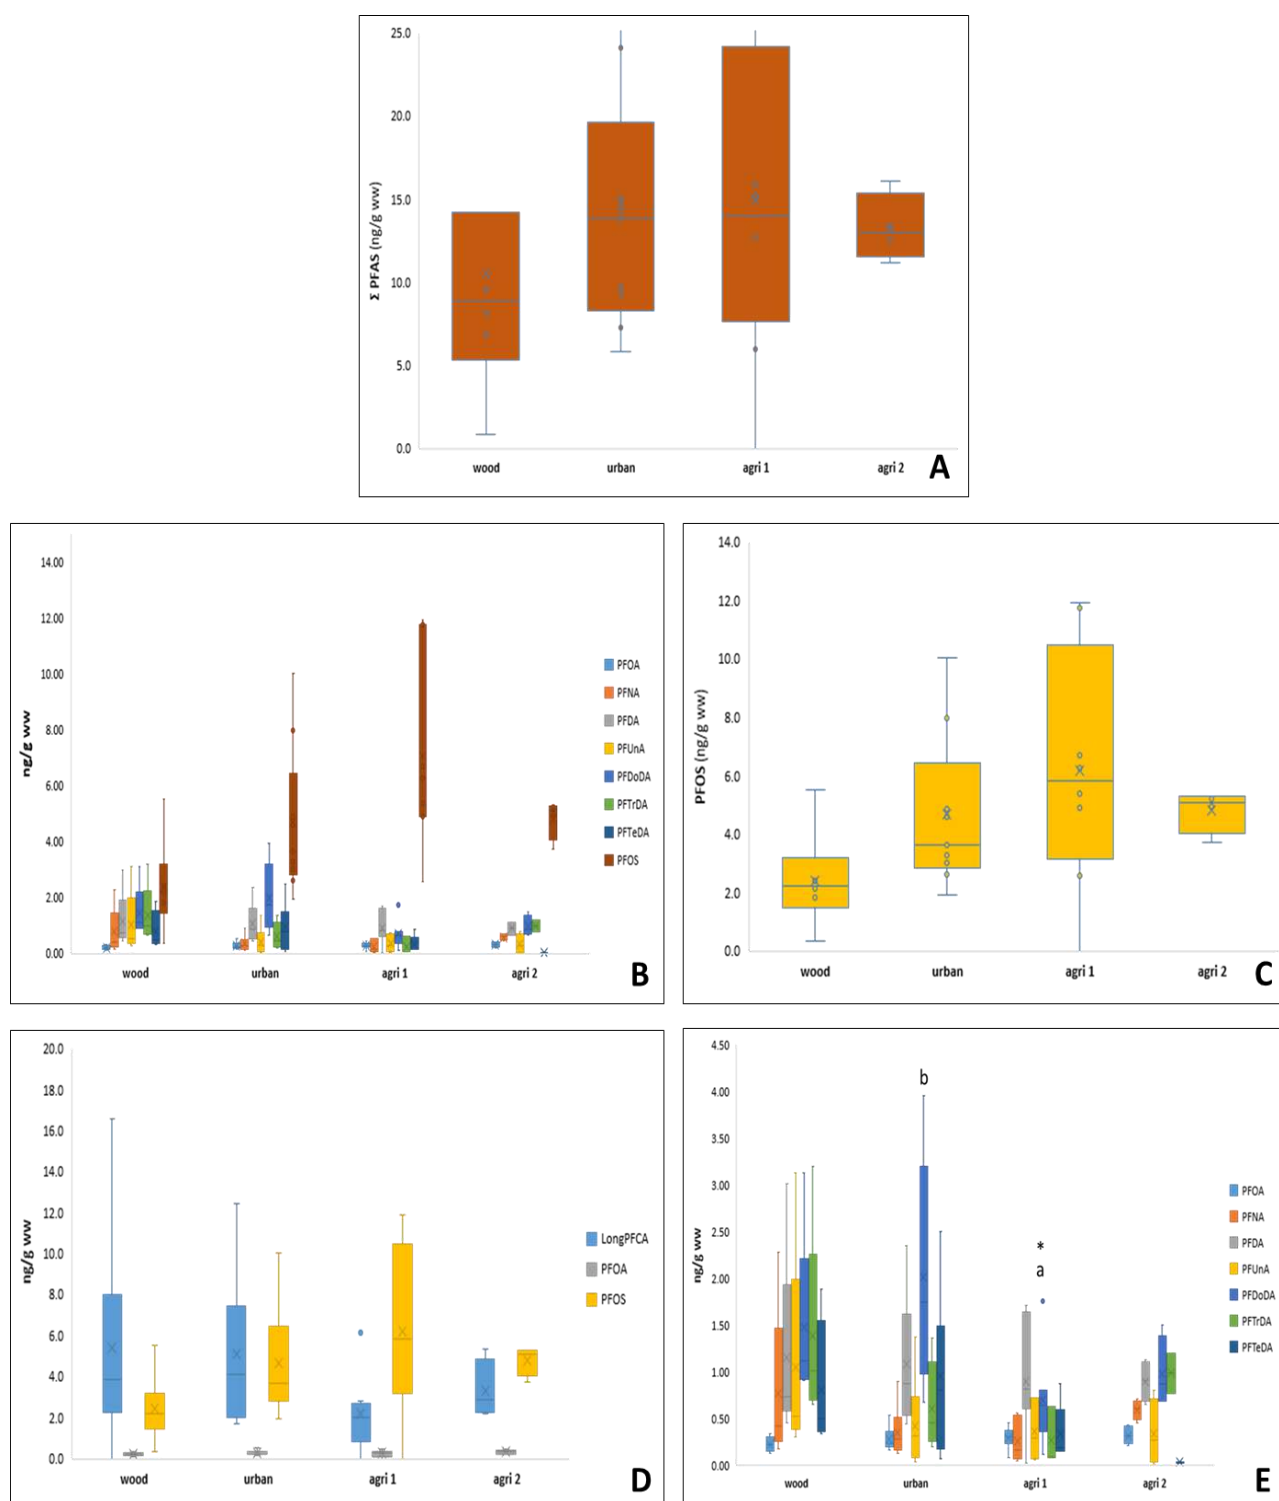 25.0
20.0
15.0
10.0
5.0
0.0
Σ PFAS (ng/g ww)
wood urban agri 1 agri 2
A
14.00
12.00
10.00
8.00
6.00
4.00
2.00
0.00
ng/g ww
wood urban agri 1 agri 2
PFOA
PFNA
PFDA
PFUnA
PFDoDA
PFTrDA
PFTeDA
PFOS
B
14.0
12.0
10.0
8.0
6.0
4.0
2.0
0.0
PFOS (ng/g ww)
wood urban agri 1 agri 2
C
20.0
18.0
16.0
14.0
12.0
10.0
8.0
6.0
4.0
2.0
0.0
ng/g ww
wood urban agri 1 agri 2
LongPFCA
PFOA
PFOS
D
4.50
4.00
3.50
3.00
2.50
2.00
1.50
1.00
0.50
0.00
ng/g ww
b
*
a
wood urban agri 1 agri 2
PFOA
PFNA
PFDA
PFUnA
PFDoDA
PFTrDA
PFTeDA
E